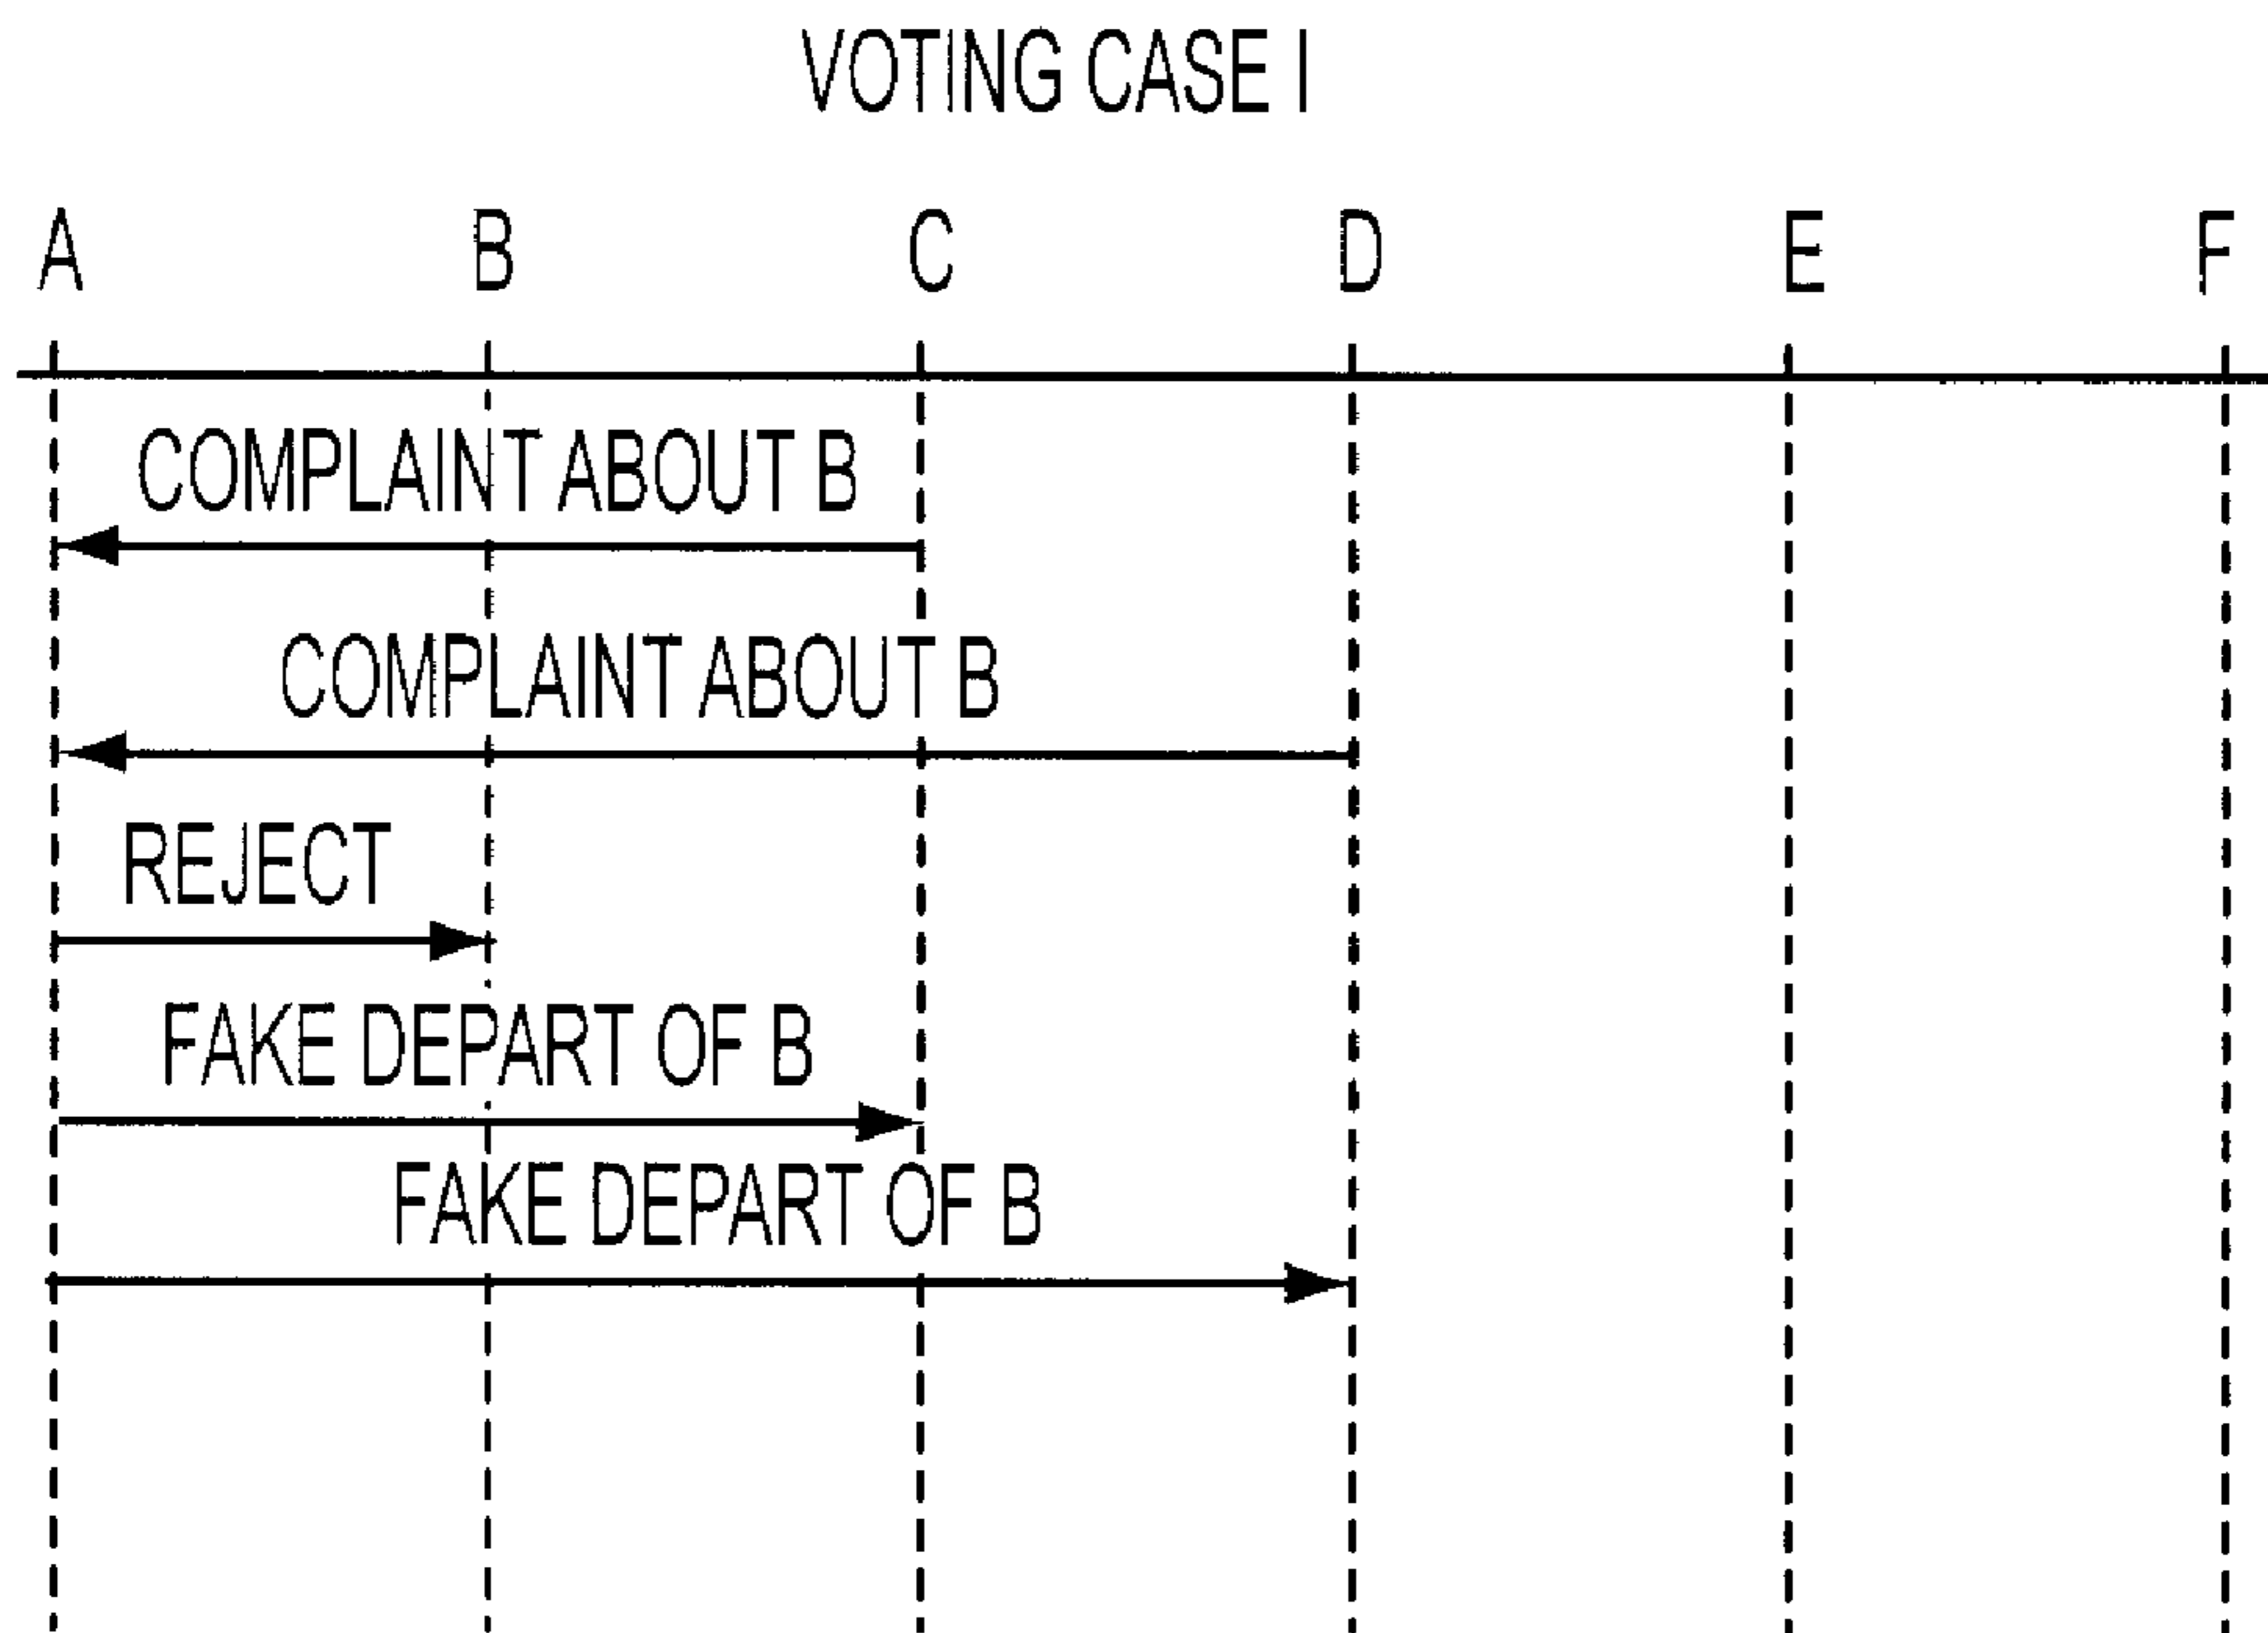 VOTING CASE I
A B C D E F
COMPLAINT ABOUT B
COMPLAINT ABOUT B
REJECT
FAKE DEPART OF B
FAKE DEPART OF B